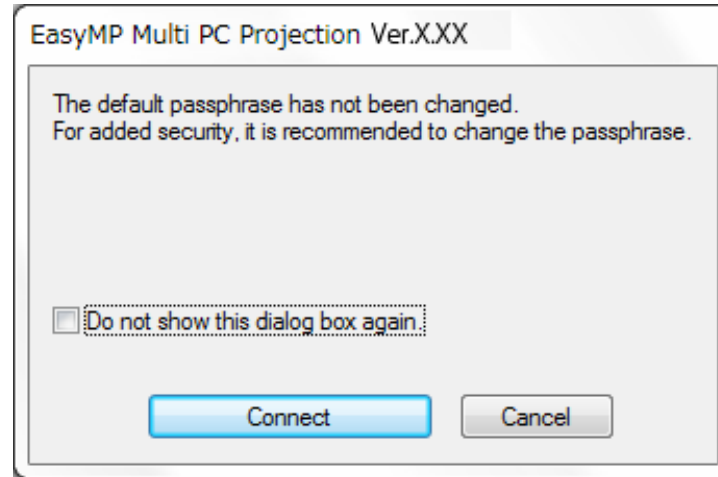 EasyMP Multi PC Projection Ver.X.XX
The default passphrase has not been changed.
For added security, it is recommended to change the passphrase.
Do not show this dialog box again.
Connect
Cancel